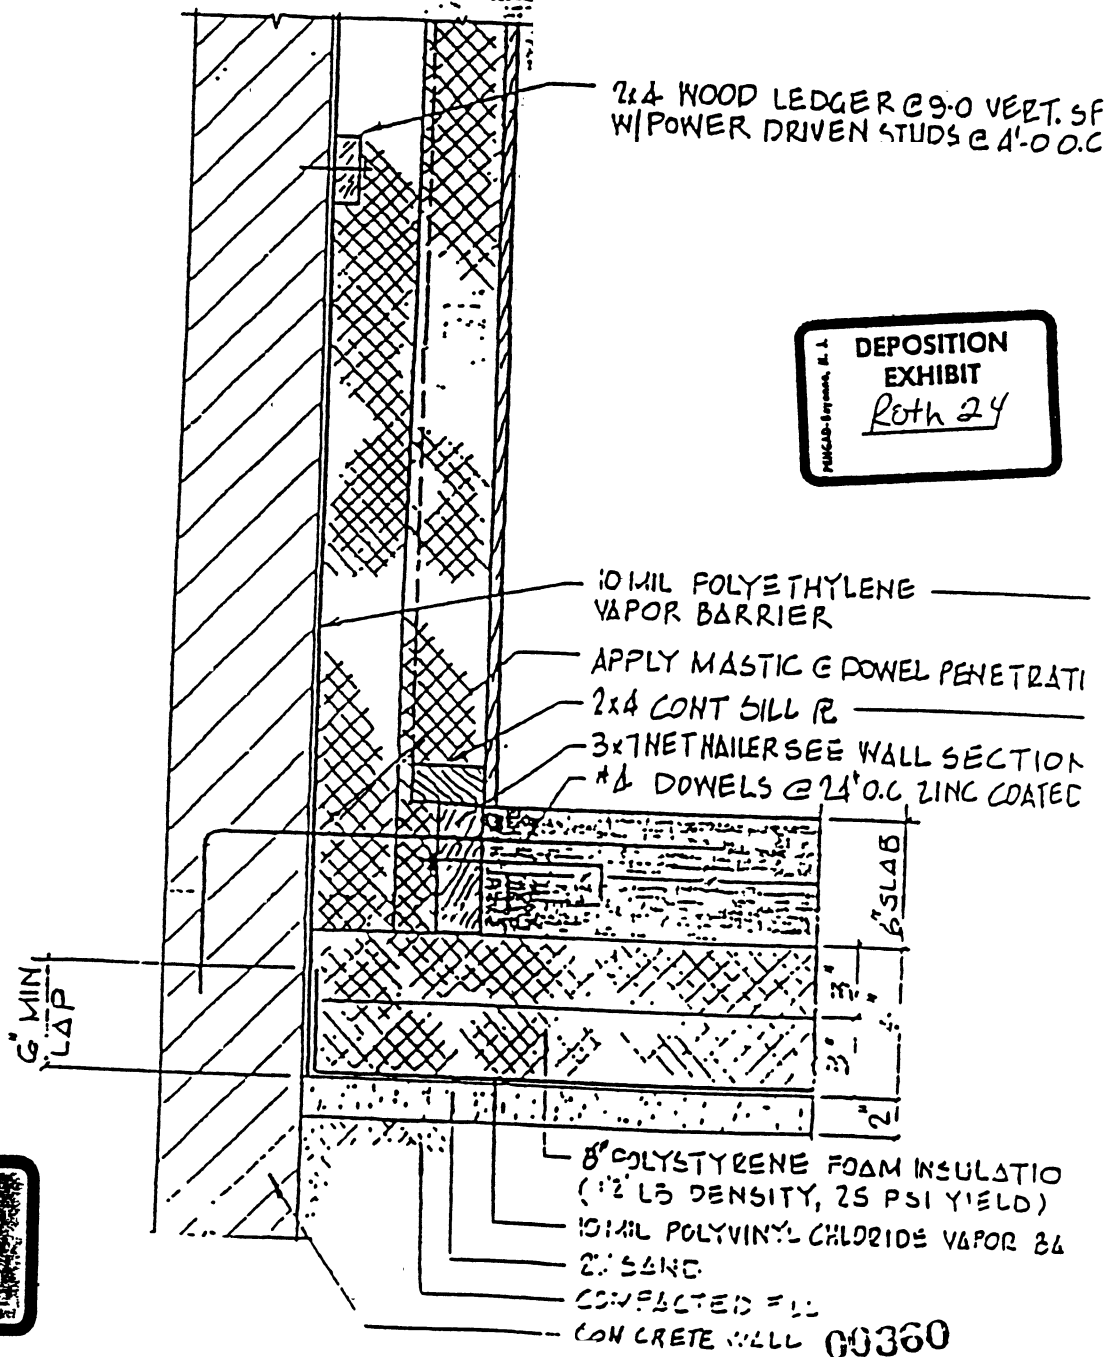 2x4 WOOD LEDGER @ 9-0 VERT. SF
W/POWER DRIVEN STUDS @ 4'-0 O.C
DEPOSITION
EXHIBIT
Roth 24
10 MIL POLYETHYLENE
VAPOR BARRIER
APPLY MASTIC @ DOWEL PENETRATI
2x4 CONT SILL PL
3x7 NET NAILER SEE WALL SECTION
#4 DOWELS @ 24" O.C ZINC COATED
6" SLAB
3"
3"
2"
6" MIN
LAP
POLYSTYRENE FOAM INSULATIO
LB DENSITY, 25 PSI YIELD)
10 MIL POLYVINYL CHLORIDE VAPOR BA
2" SAND
COMPACTED FILL
CONCRETE WALL 00360